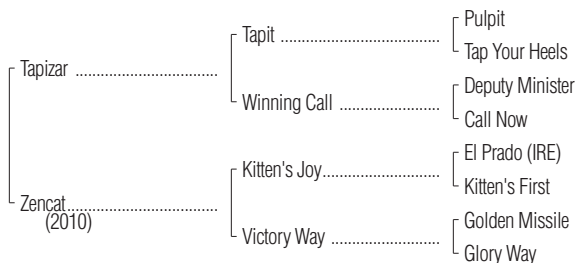 Pulpit
Tapit
Tap Your Heels
Tapizar
Deputy Minister
Winning Call
Call Now
El Prado (IRE)
Kitten's Joy
Kitten's First
Zencat
(2010)
Golden Missile
Victory Way
Glory Way